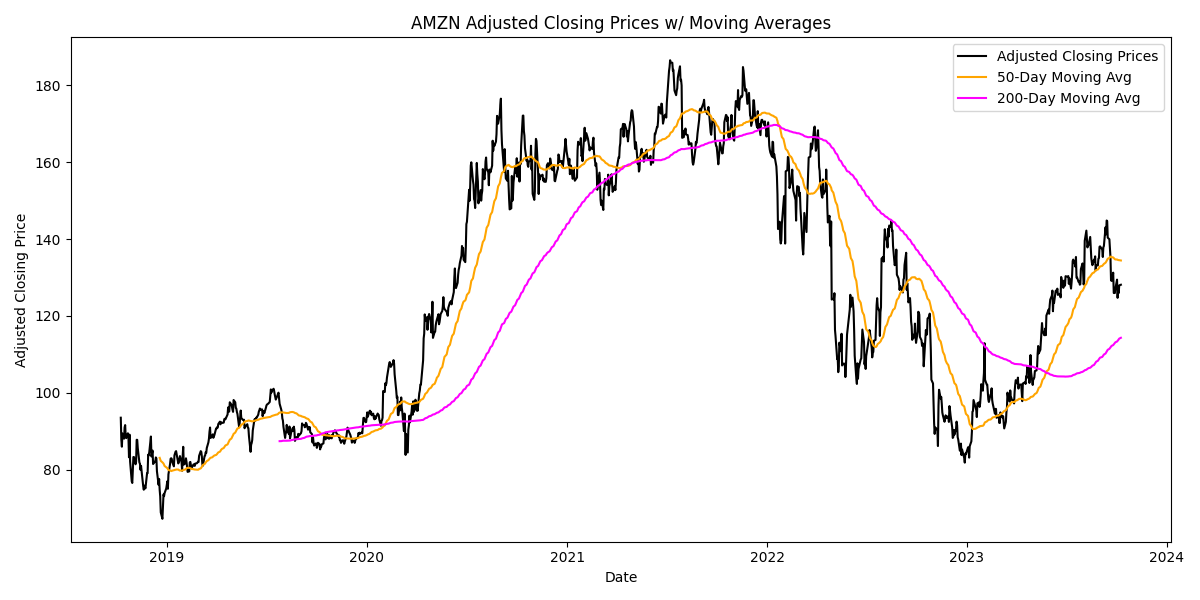 AMZN Adjusted Closing Prices w/ Moving Averages
Adjusted Closing Prices
50-Day Moving Avg
200-Day Moving Avg
Adjusted Closing Price
180
160
140
120
100
80
2019 2020 2021 2022 2023 2024
Date